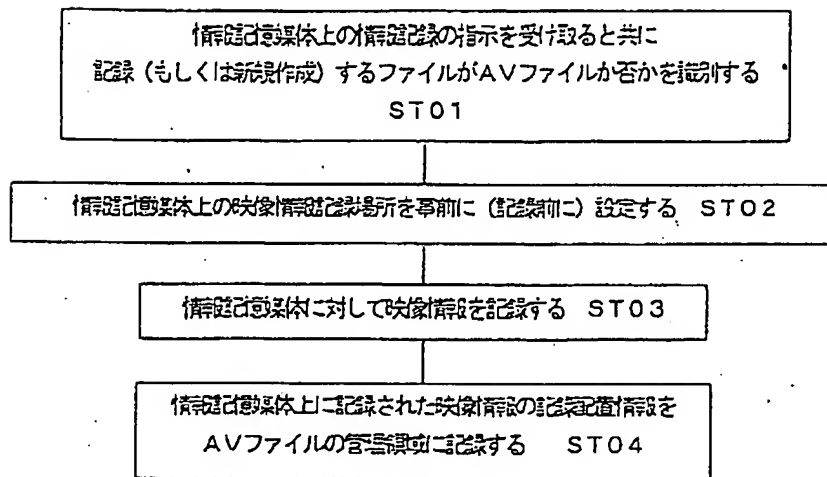 情報記憶媒体上の情報記録の指示を受け取ると共に
記録（もしくは新規作成）するファイルがAVファイルか否かを識別する
ST01
情報記憶媒体上の映像情報記録場所を事前に（記録前に）設定する ST02
情報記憶媒体に対して映像情報を記録する ST03
情報記憶媒体上に記録された映像情報の記録配置情報を
AVファイルの管理領域に記録する ST04